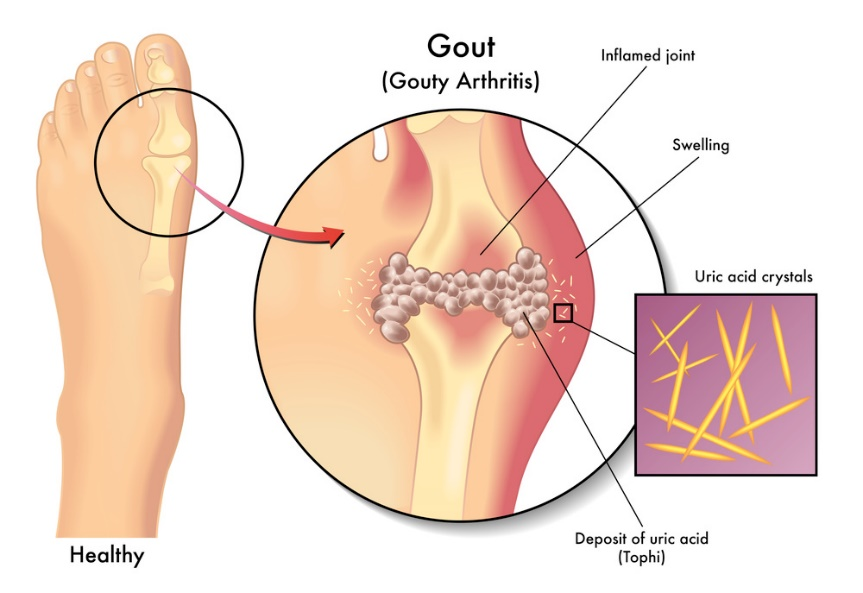 Gout
(Gouty Arthritis)
Inflamed joint
Swelling
Uric acid crystals
Deposit of uric acid
(Tophi)
Healthy